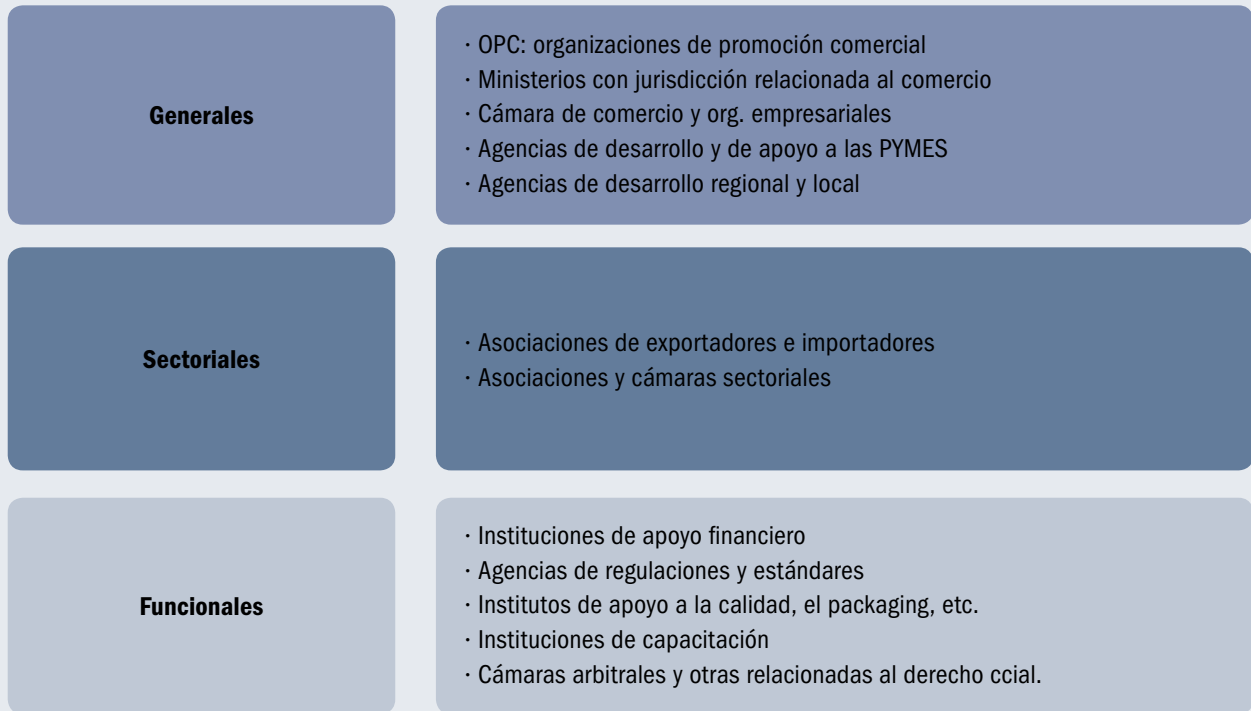 Generales
· OPC: organizaciones de promoción comercial
· Ministerios con jurisdicción relacionada al comercio
· Cámara de comercio y org. empresariales
· Agencias de desarrollo y de apoyo a las PYMES
· Agencias de desarrollo regional y local
Sectoriales
· Asociaciones de exportadores e importadores
· Asociaciones y cámaras sectoriales
Funcionales
· Instituciones de apoyo financiero
· Agencias de regulaciones y estándares
· Institutos de apoyo a la calidad, el packaging, etc.
· Instituciones de capacitación
· Cámaras arbitrales y otras relacionadas al derecho ccial.